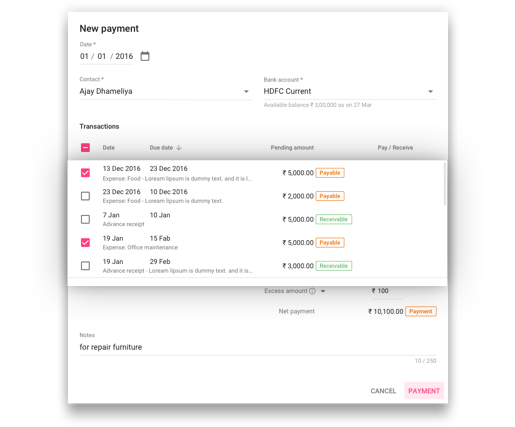 New payment
Date *
01 / 01 / 2016
Contact * Bank account *
Ajay Dhameliya HDFC Current
Available balance ₹ 3,00,000 as on 27 Mar
Transactions
Date Due date ↓ Pending amount Pay / Receive
13 Dec 2016 23 Dec 2016 ₹ 5,000.00 Payable
Expense: Food - Loream Iipsum is dummy text. and it is l...
23 Dec 2016 10 Dec 2016 ₹ 2,000.00 Payable
Expense: Food - Loream Iipsum is dummy text.
7 Jan 10 Jan ₹ 5,000.00 Receivable
Advance receipt
19 Jan 15 Fab ₹ 5,000.00 Payable
Expense: Office maintenance
19 Jan 29 Feb ₹ 3,000.00 Receivable
Advance receipt - Loream Iipsum is dummy text. and it is...
Excess amount ₹ 100
Net payment ₹ 10,100.00 Payment
Notes
for repair furniture
10 / 250
CANCEL PAYMENT